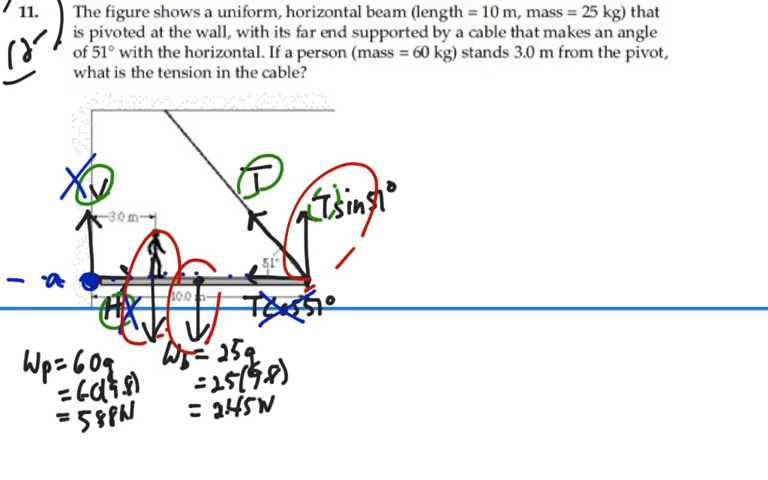 11. The figure shows a uniform, horizontal beam (length = 10 m, mass = 25 kg) that
is pivoted at the wall, with its far end supported by a cable that makes an angle
of 51° with the horizontal. If a person (mass = 60 kg) stands 3.0 m from the pivot,
what is the tension in the cable?
V
T
Tsin51°
3.0 m
51°
H
10.0
Tcos51°
Wp = 60g
= 60(9.8)
= 588N
Wb = 25g
= 25(9.8)
= 245N